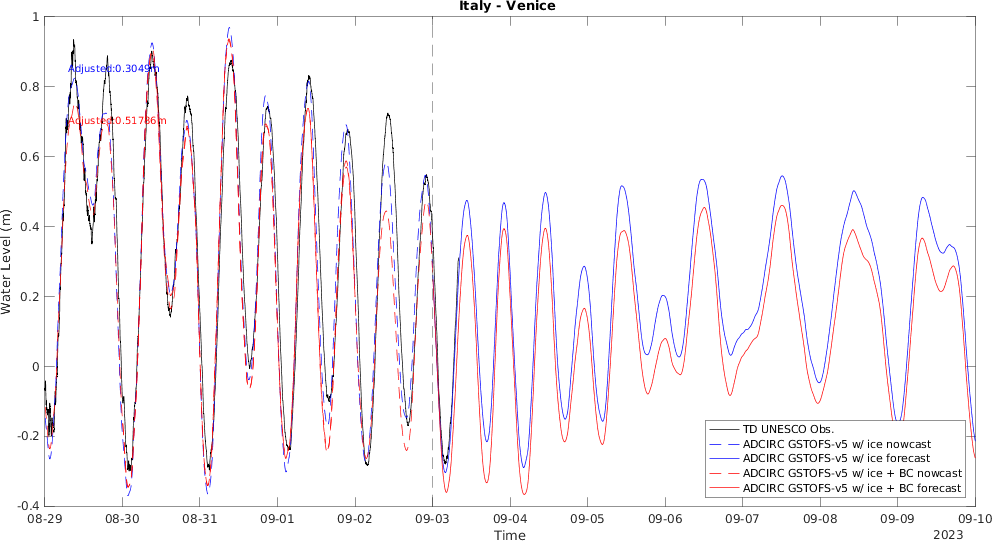 Italy - Venice
Water Level (m)
1
0.8
0.6
0.4
0.2
0
-0.2
-0.4
Adjusted:0.3049m
Adjusted:0.51786m
TD UNESCO Obs.
ADCIRC GSTOFS-v5 w/ ice nowcast
ADCIRC GSTOFS-v5 w/ ice forecast
ADCIRC GSTOFS-v5 w/ ice + BC nowcast
ADCIRC GSTOFS-v5 w/ ice + BC forecast
08-29 08-30 08-31 09-01 09-02 09-03 09-04 09-05 09-06 09-07 09-08 09-09 09-10
Time
2023